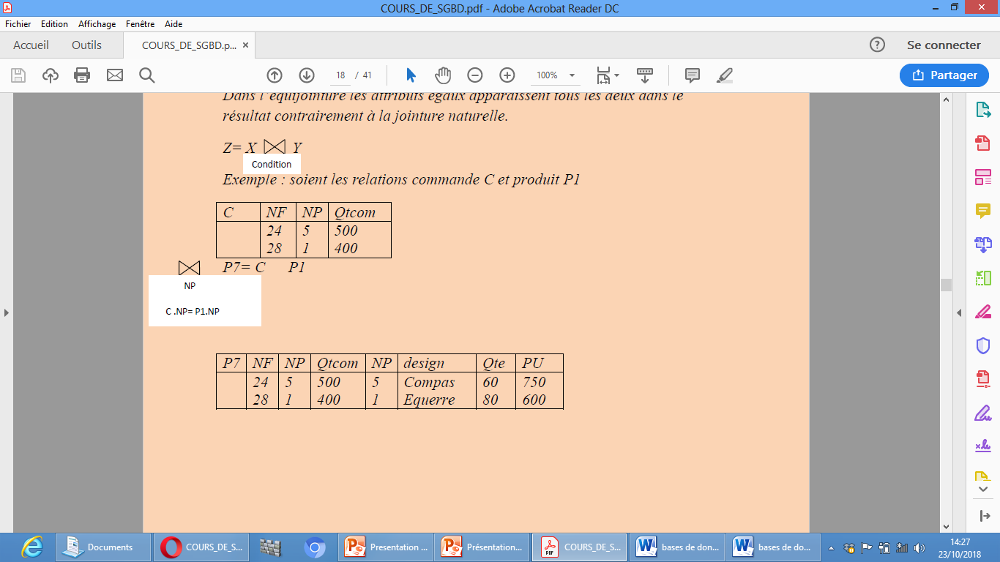 COURS_DE_SGBD.pdf - Adobe Acrobat Reader DC
Fichier Edition Affichage Fenêtre Aide
Accueil Outils COURS_DE_SGBD.p... × Se connecter
18 / 41 100% Partager
Dans l'équijointure les attributs égaux apparaissent tous les deux dans le
résultat contrairement à la jointure naturelle.
Z= X ⋈ Y
Condition
Exemple : soient les relations commande C et produit P1
C NF NP Qtcom
24 5 500
28 1 400
⋈ P7= C P1
NP
C .NP= P1.NP
P7 NF NP Qtcom NP design Qte PU
24 5 500 5 Compas 60 750
28 1 400 1 Equerre 80 600
Documents COURS_DE_S... Presentation ... Présentation... COURS_DE_S... bases de don... bases de do... 14:27
23/10/2018